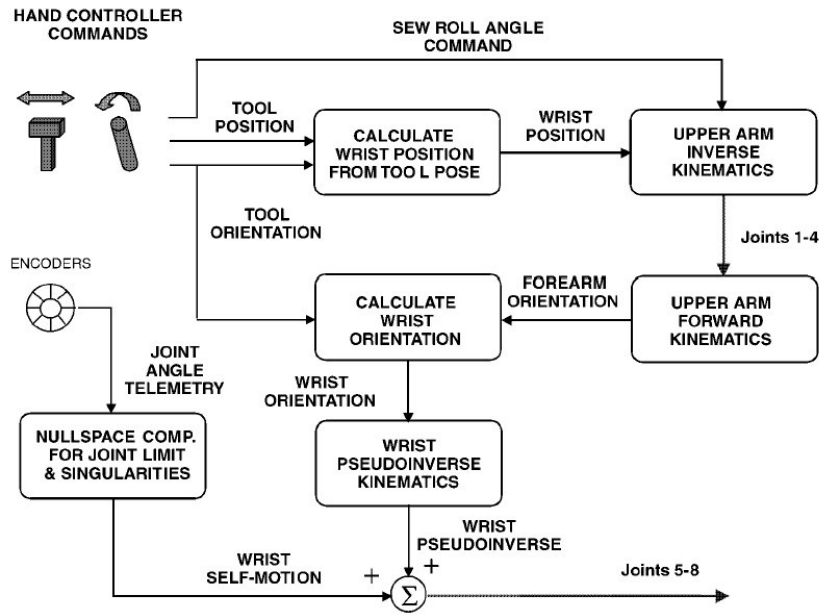 HAND CONTROLLER
COMMANDS
SEW ROLL ANGLE
COMMAND
TOOL
POSITION
CALCULATE
WRIST POSITION
FROM TOO L POSE
WRIST
POSITION
UPPER ARM
INVERSE
KINEMATICS
TOOL
ORIENTATION
Joints 1-4
ENCODERS
CALCULATE
WRIST
ORIENTATION
FOREARM
ORIENTATION
UPPER ARM
FORWARD
KINEMATICS
JOINT
ANGLE
TELEMETRY
WRIST
ORIENTATION
NULLSPACE COMP.
FOR JOINT LIMIT
& SINGULARITIES
WRIST
PSEUDOINVERSE
KINEMATICS
WRIST
PSEUDOINVERSE
WRIST
SELF-MOTION
+
+
Σ
Joints 5-8